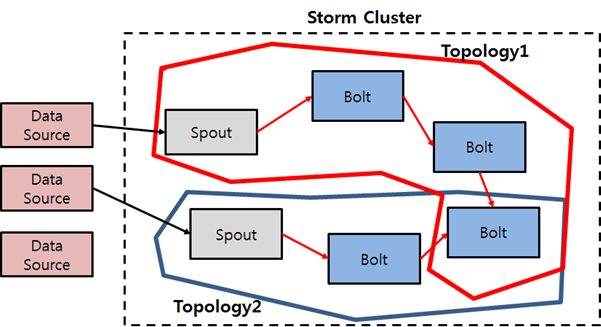 Storm Cluster
Topology1
Data
Source
Spout
Bolt
Bolt
Data
Source
Spout
Bolt
Bolt
Data
Source
Topology2